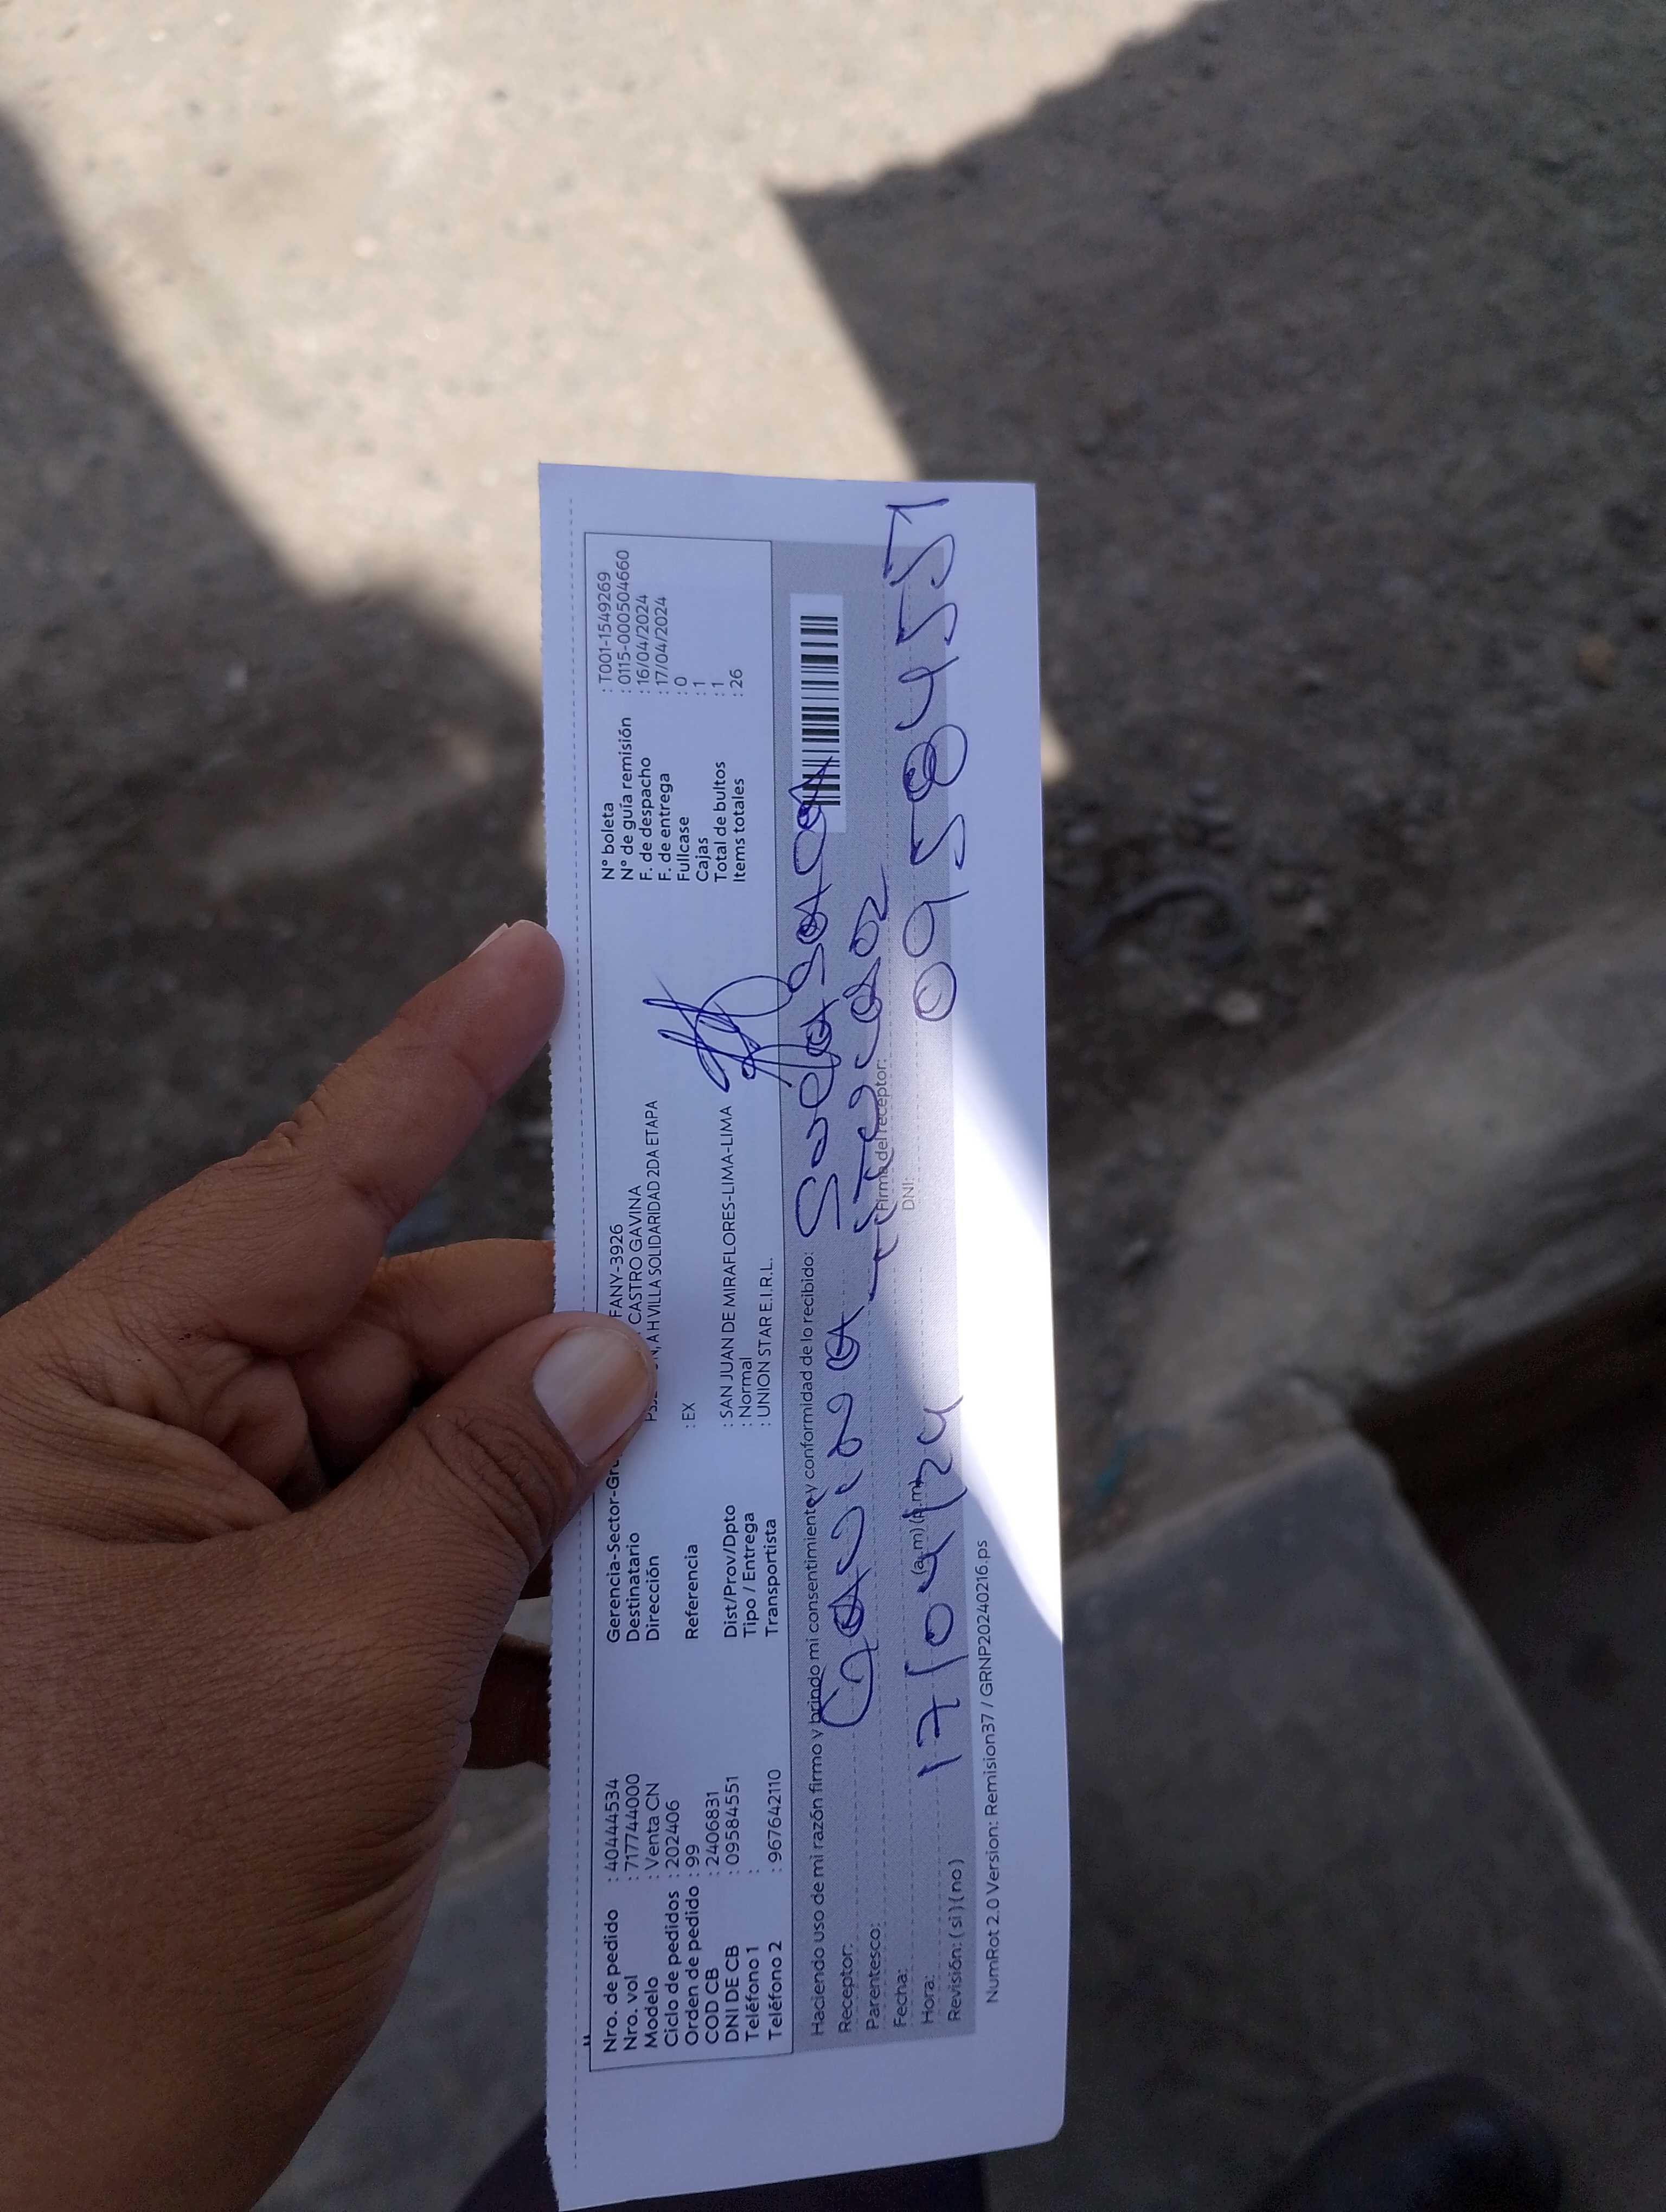 Nro. de pedido : 40444534
Nro. vol : 717744000
Modelo : Venta CN
Ciclo de pedidos : 202406
Orden de pedido : 99
COD CB : 2406831
DNI DE CB : 09584551
Teléfono 1 :
Teléfono 2 : 967642110
Gerencia-Sector-Gr FANY-3926
Destinatario CASTRO GAVINA
Dirección A H VILLA SOLIDARIDAD 2DA ETAPA
Referencia : EX
Dist/Prov/Dpto : SAN JUAN DE MIRAFLORES-LIMA-LIMA
Tipo / Entrega : Normal
Transportista : UNION STAR E.I.R.L.
N° boleta : T001-1549269
N° de guía remisión : 0115-0000504660
F. de despacho : 16/04/2024
F. de entrega : 17/04/2024
Fullcase : 0
Cajas : 1
Total de bultos : 1
Items totales : 26
Haciendo uso de mi razón firmo y brindo mi consentimiento y conformidad de lo recibido:
Receptor: Gavina
Parentesco: titular
Firma del receptor:
Fecha: 17/04/24
DNI: 09584551
Hora: (a.m) (p.m)
Revisión: ( si ) ( no )
NumRot 2.0 Version: Remision37 / GRNP20240216.ps